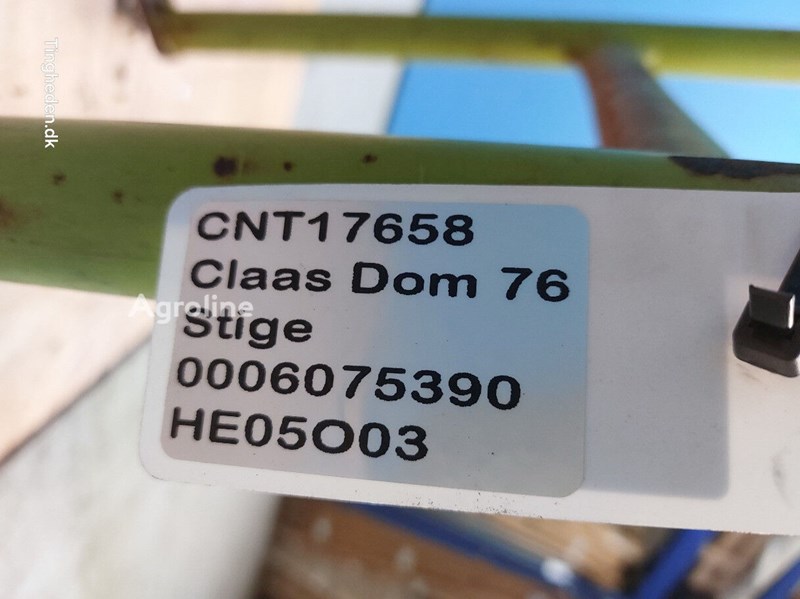 Tingheden.dk
CNT17658
Claas Dom 76
Agroline
Stige
0006075390
HE05O03